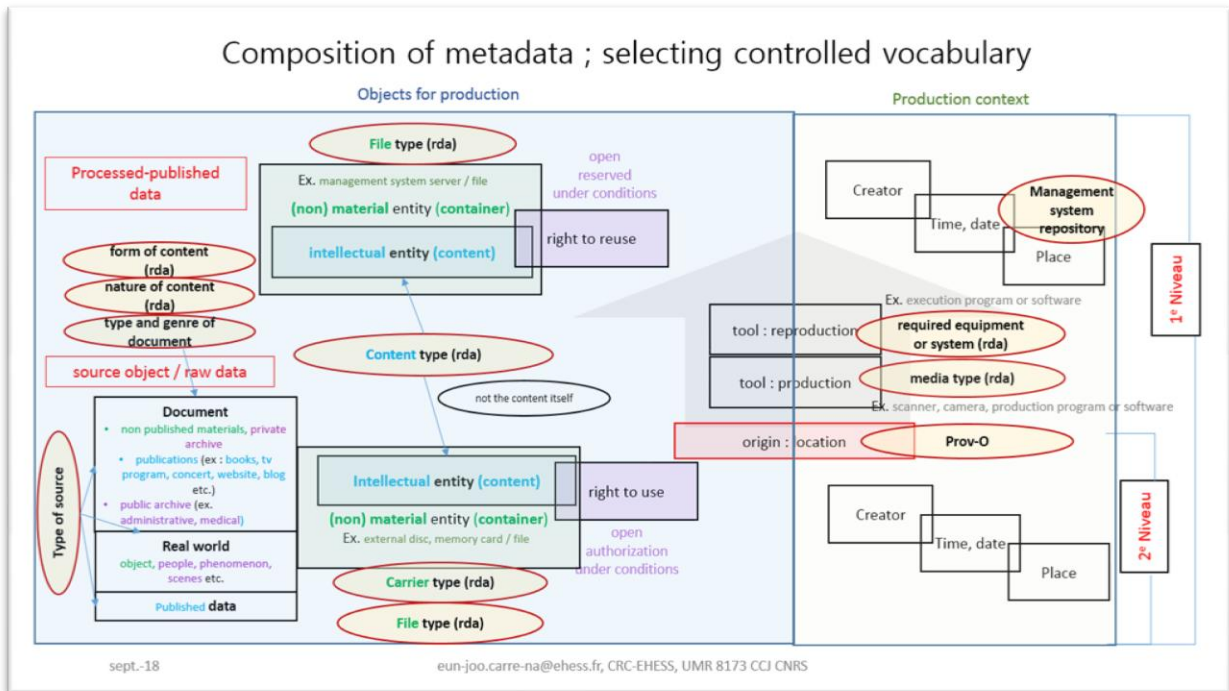 Composition of metadata ; selecting controlled vocabulary
Objects for production
Production context
File type (rda)
Processed-published
data
Ex. management system server / file
(non) material entity (container)
intellectual entity (content)
open
reserved
under conditions
right to reuse
form of content
(rda)
nature of content
(rda)
type and genre of
document
source object / raw data
Content type (rda)
not the content itself
Type of source
Document
• non published materials, private
archive
• publications (ex : books, tv
program, concert, website, blog
etc.)
• public archive (ex.
administrative, medical)
Real world
object, people, phenomenon,
scenes etc.
Published data
Intellectual entity (content)
(non) material entity (container)
Ex. external disc, memory card / file
right to use
open
authorization
under conditions
Carrier type (rda)
File type (rda)
Creator
Time, date
Place
Management
system
repository
Ex. execution program or software
tool : reproduction
required equipment
or system (rda)
tool : production
media type (rda)
Ex. scanner, camera, production program or software
origin : location
Prov-O
Creator
Time, date
Place
1e Niveau
2e Niveau
sept.-18
eun-joo.carre-na@ehess.fr, CRC-EHESS, UMR 8173 CCJ CNRS